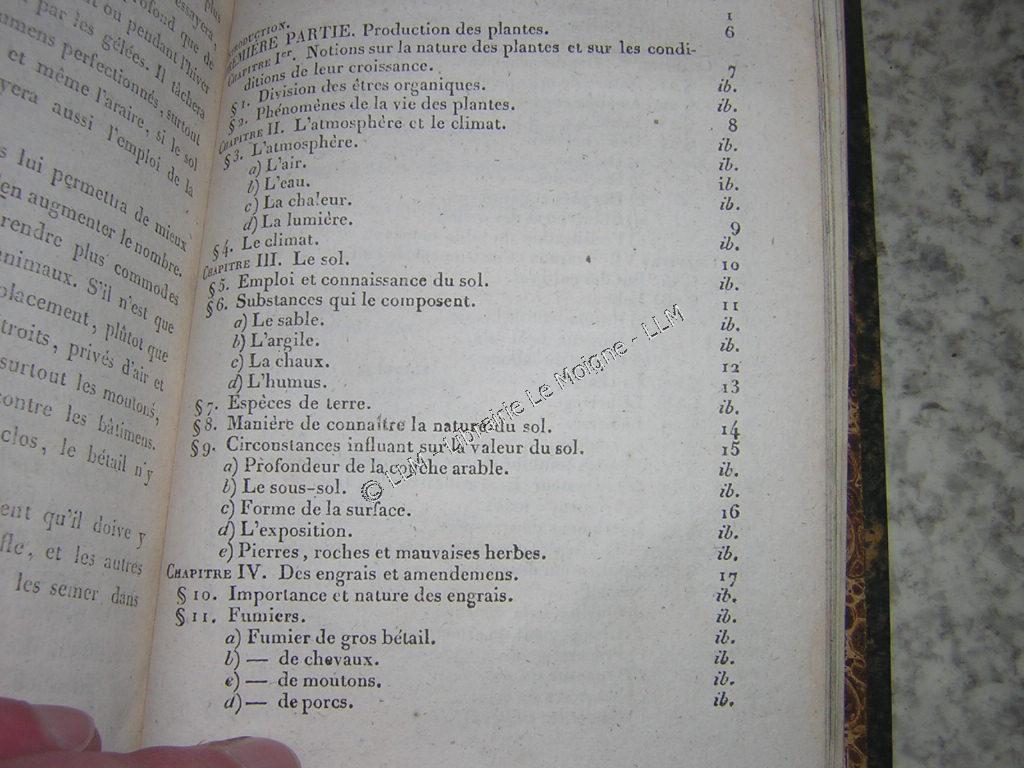 essayera,
plus
profond que de
ou pendant l'hiver
par les gélées. Il tâchera
perfectionnés, surtout
et même l'araire, si le sol
aussi l'emploi de la
lui permettra de mieux
en augmenter le nombre.
plus commodes
S'il n'est que
plutôt que
privés d'air et
surtout les moutons,
contre les bâtimens.
clos, le bétail n'y
qu'il doive y
et les autres
les semer dans
INTRODUCTION. 1
PREMIÈRE PARTIE. Production des plantes. 6
CHAPITRE Ier. Notions sur la nature des plantes et sur les condi-
ditions de leur croissance. 7
§ 1. Division des êtres organiques. ib.
§ 2. Phénomènes de la vie des plantes. ib.
CHAPITRE II. L'atmosphère et le climat. 8
§ 3. L'atmosphère. ib.
a) L'air. ib.
b) L'eau. ib.
c) La chaleur. ib.
d) La lumière. 9
§ 4. Le climat. ib.
CHAPITRE III. Le sol. 10
§ 5. Emploi et connaissance du sol. ib.
§ 6. Substances qui le composent. 11
a) Le sable. ib.
b) L'argile. ib.
c) La chaux. 12
d) L'humus. 13
§ 7. Espèces de terre. ib.
§ 8. Manière de connaître la nature du sol. 14
§ 9. Circonstances influant sur la valeur du sol. 15
a) Profondeur de la couche arable. ib.
b) Le sous-sol. ib.
c) Forme de la surface. 16
d) L'exposition. ib.
e) Pierres, roches et mauvaises herbes. ib.
CHAPITRE IV. Des engrais et amendemens. 17
§ 10. Importance et nature des engrais. ib.
§ 11. Fumiers. ib.
a) Fumier de gros bétail. ib.
b) — de chevaux. ib.
c) — de moutons. ib.
d) — de porcs. ib.
© LLM - Librairie Le Moigne - LLM